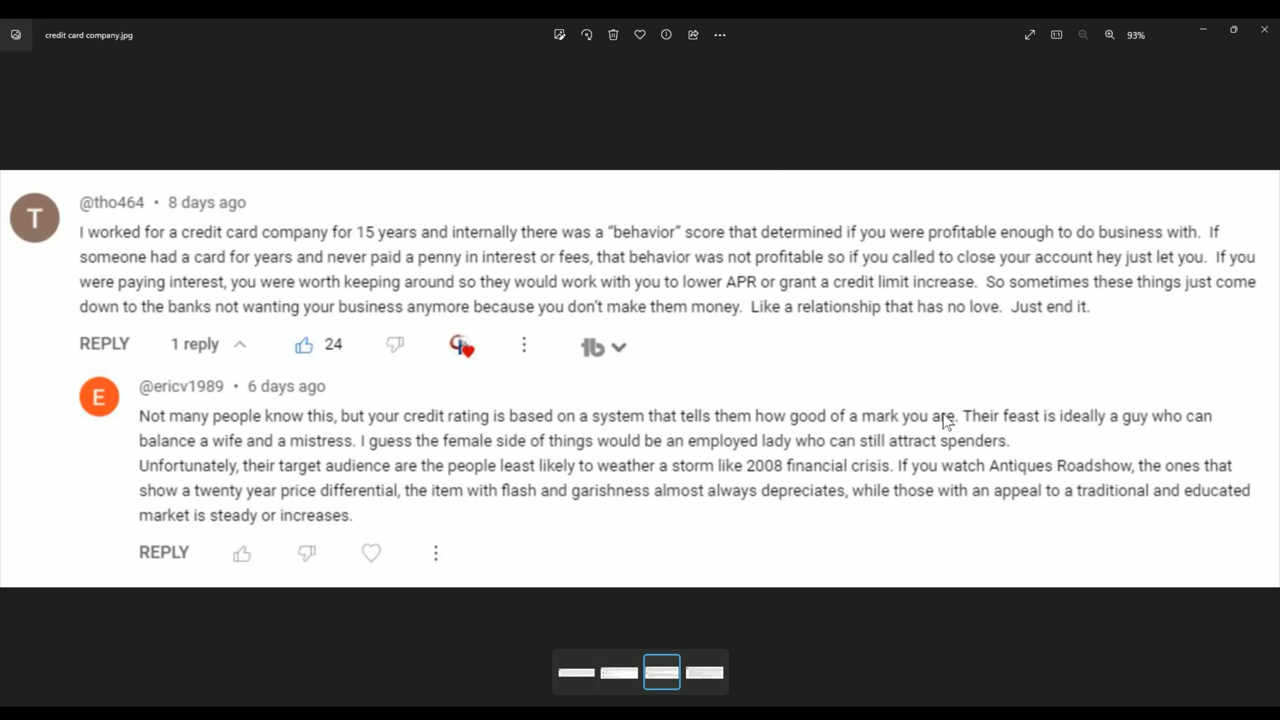 credit card company.jpg
93%
T
@tho464 • 8 days ago
I worked for a credit card company for 15 years and internally there was a “behavior” score that determined if you were profitable enough to do business with. If
someone had a card for years and never paid a penny in interest or fees, that behavior was not profitable so if you called to close your account hey just let you. If you
were paying interest, you were worth keeping around so they would work with you to lower APR or grant a credit limit increase. So sometimes these things just come
down to the banks not wanting your business anymore because you don't make them money. Like a relationship that has no love. Just end it.
REPLY 1 reply 24 tb
E
@ericv1989 • 6 days ago
Not many people know this, but your credit rating is based on a system that tells them how good of a mark you are. Their feast is ideally a guy who can
balance a wife and a mistress. I guess the female side of things would be an employed lady who can still attract spenders.
Unfortunately, their target audience are the people least likely to weather a storm like 2008 financial crisis. If you watch Antiques Roadshow, the ones that
show a twenty year price differential, the item with flash and garishness almost always depreciates, while those with an appeal to a traditional and educated
market is steady or increases.
REPLY